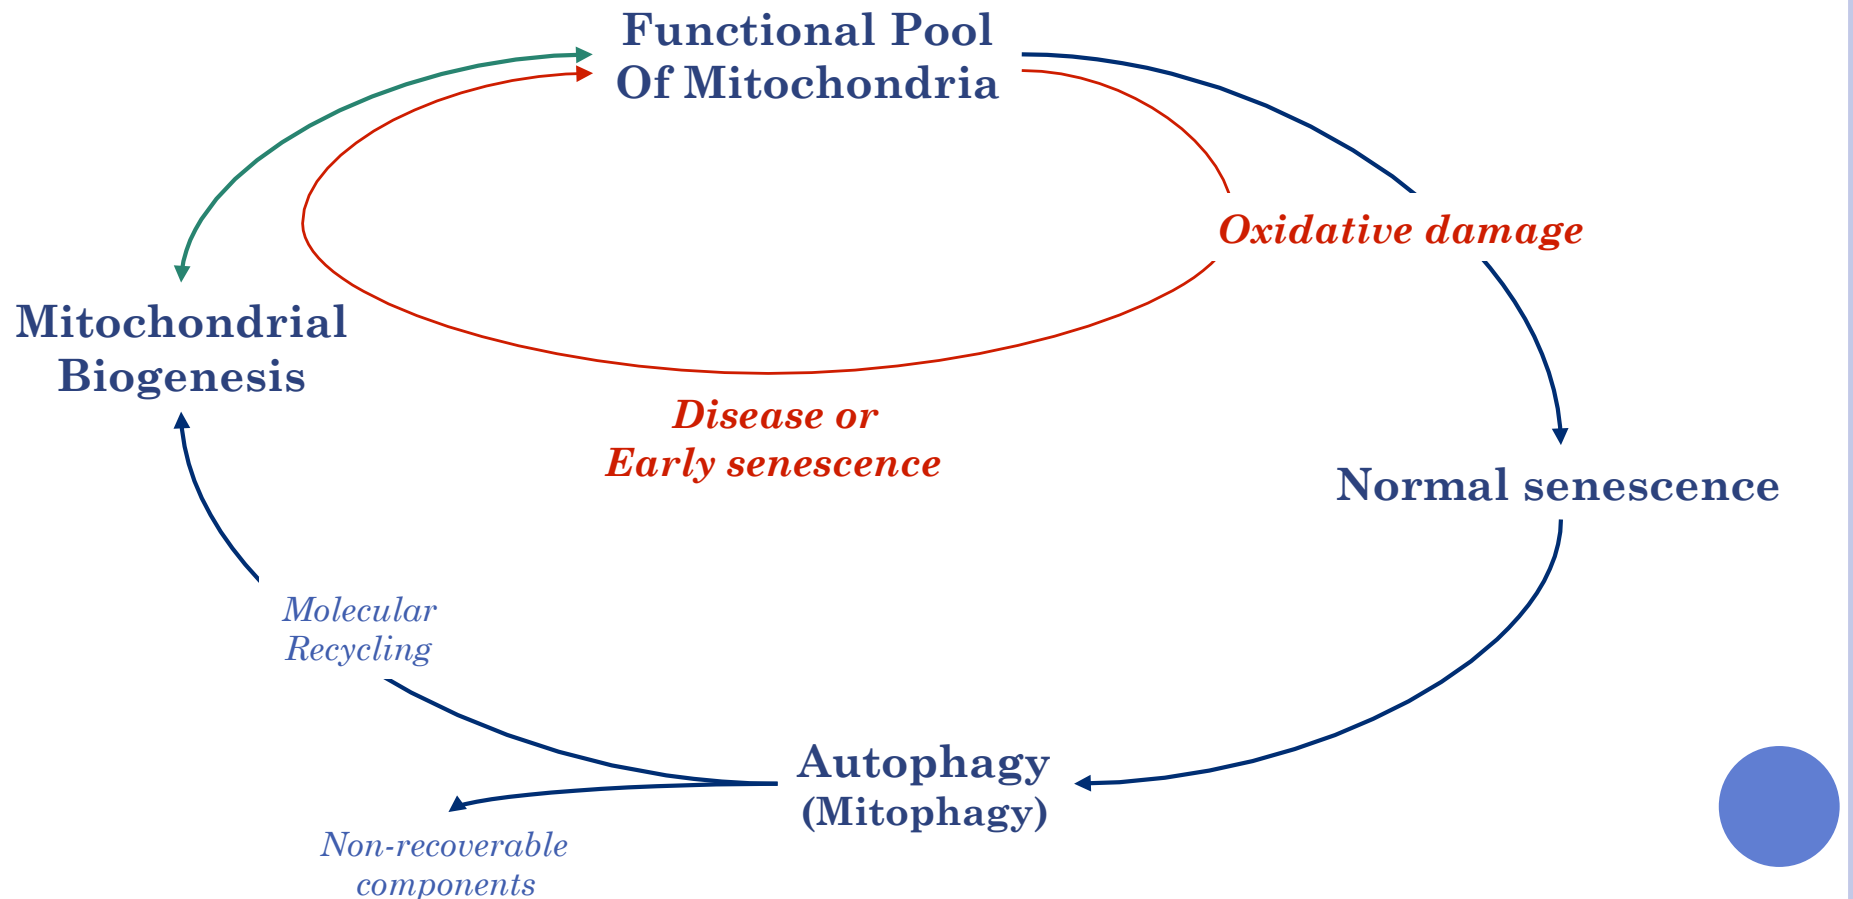 Functional Pool
Of Mitochondria
Oxidative damage
Mitochondrial
Biogenesis
Disease or
Early senescence
Normal senescence
Molecular
Recycling
Autophagy
(Mitophagy)
Non-recoverable
components